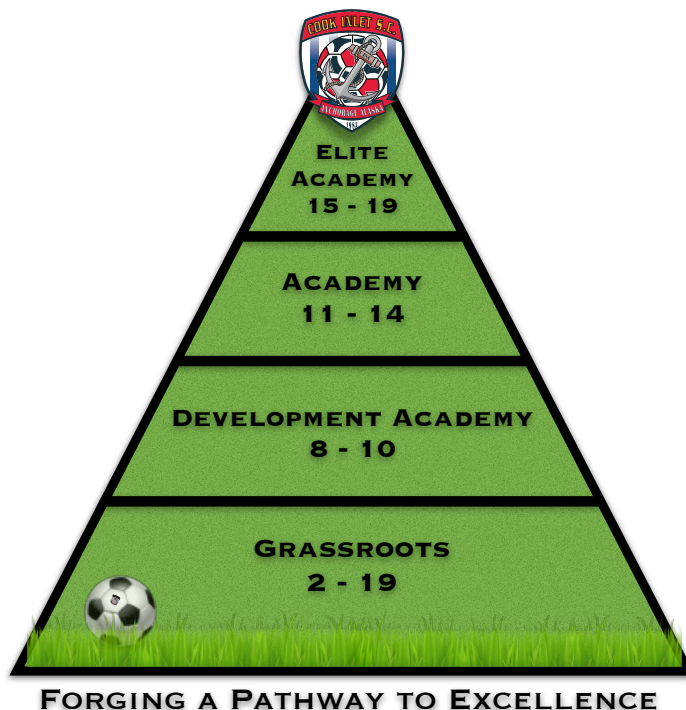 COOK INLET S.C.
ANCHORAGE ALASKA
ELITE
ACADEMY
15 - 19
ACADEMY
11 - 14
DEVELOPMENT ACADEMY
8 - 10
GRASSROOTS
2 - 19
FORGING A PATHWAY TO EXCELLENCE